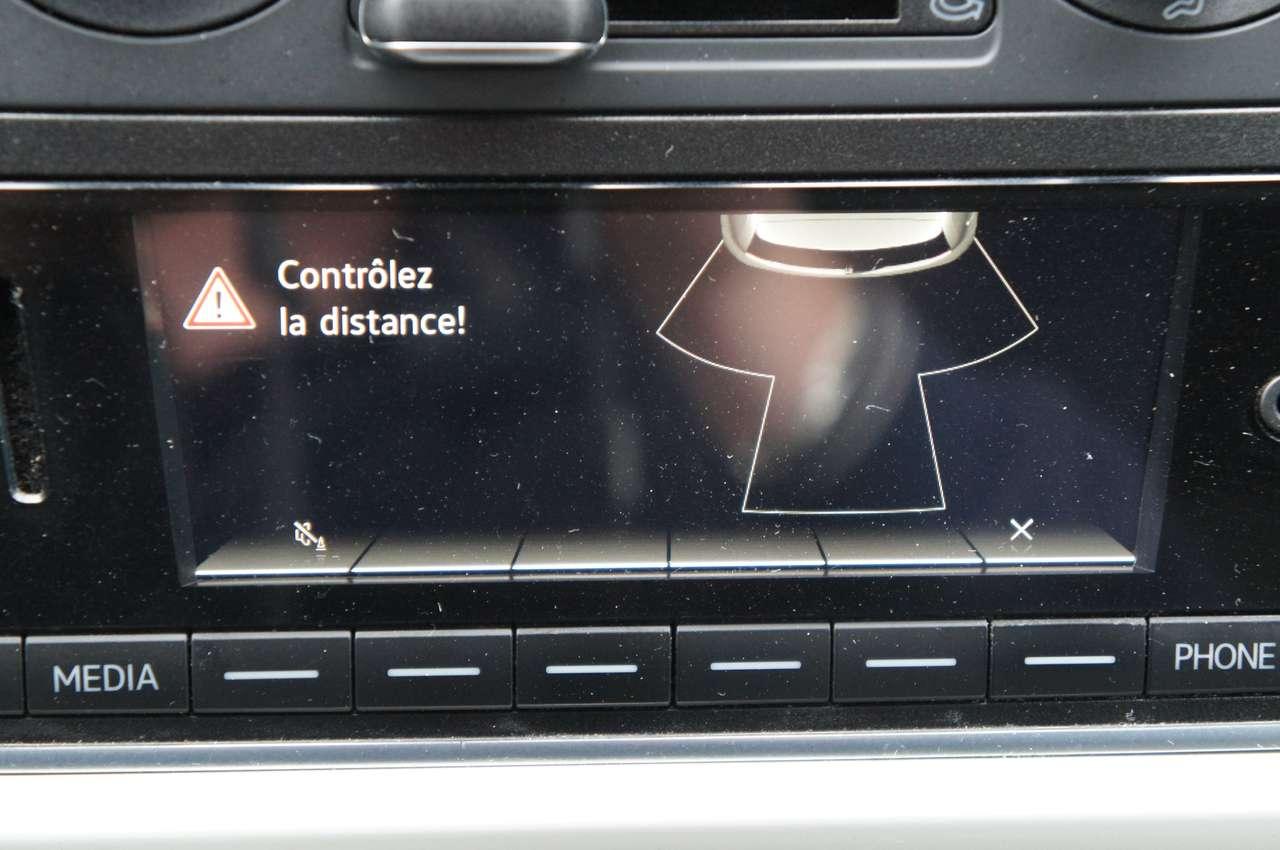 Contrôlez
la distance!
MEDIA
PHONE